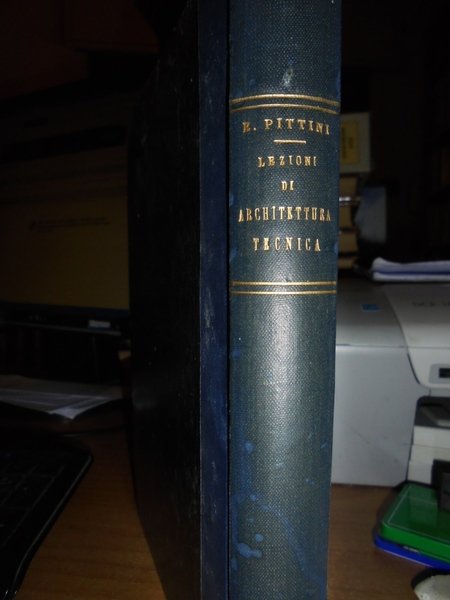 E. PITTINI
LEZIONI
DI
ARCHITETTURA
TECNICA